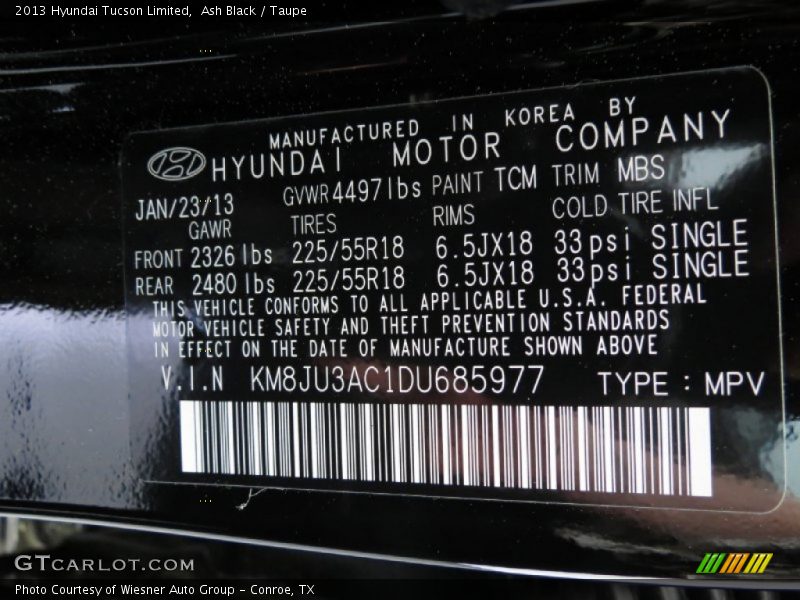 2013 Hyundai Tucson Limited,  Ash Black / Taupe
MANUFACTURED IN KOREA BY
HYUNDAI MOTOR COMPANY
JAN/23/13 GVWR 4497 lbs PAINT TCM TRIM MBS
GAWR TIRES RIMS COLD TIRE INFL
FRONT 2326 lbs 225/55R18 6.5JX18 33 psi SINGLE
REAR 2480 lbs 225/55R18 6.5JX18 33 psi SINGLE
THIS VEHICLE CONFORMS TO ALL APPLICABLE U.S.A. FEDERAL
MOTOR VEHICLE SAFETY AND THEFT PREVENTION STANDARDS
IN EFFECT ON THE DATE OF MANUFACTURE SHOWN ABOVE
V.I.N KM8JU3AC1DU685977 TYPE : MPV
GTCARLOT.COM
Photo Courtesy of Wiesner Auto Group - Conroe, TX